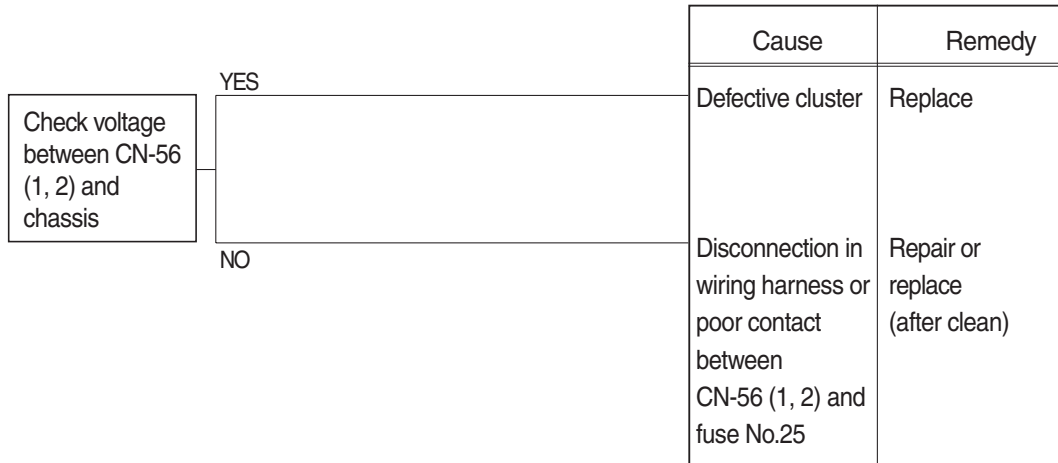 Cause Remedy
YES
Defective cluster Replace
Check voltage
between CN-56
(1, 2) and
chassis
NO
Disconnection in
wiring harness or
poor contact
between
CN-56 (1, 2) and
fuse No.25
Repair or
replace
(after clean)